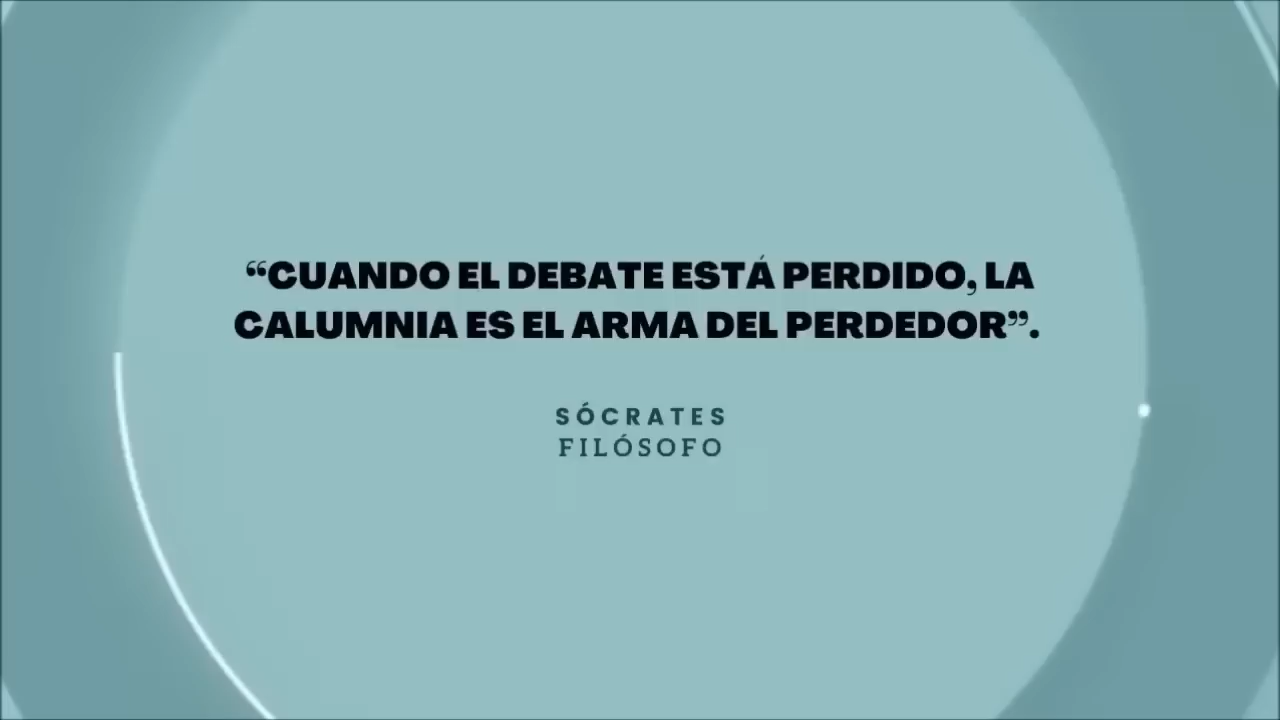 “CUANDO EL DEBATE ESTÁ PERDIDO, LA
CALUMNIA ES EL ARMA DEL PERDEDOR”.
SÓCRATES
FILÓSOFO